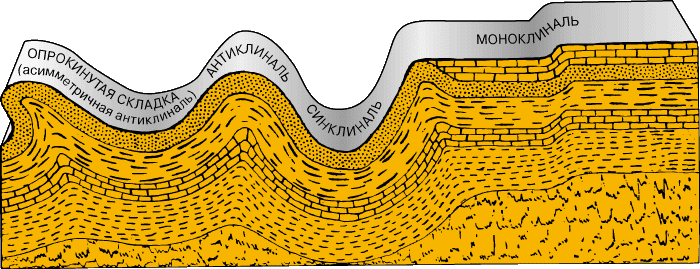 ОПРОКИНУТАЯ СКЛАДКА
(асимметричная антиклиналь)
АНТИКЛИНАЛЬ
СИНКЛИНАЛЬ
МОНОКЛИНАЛЬ